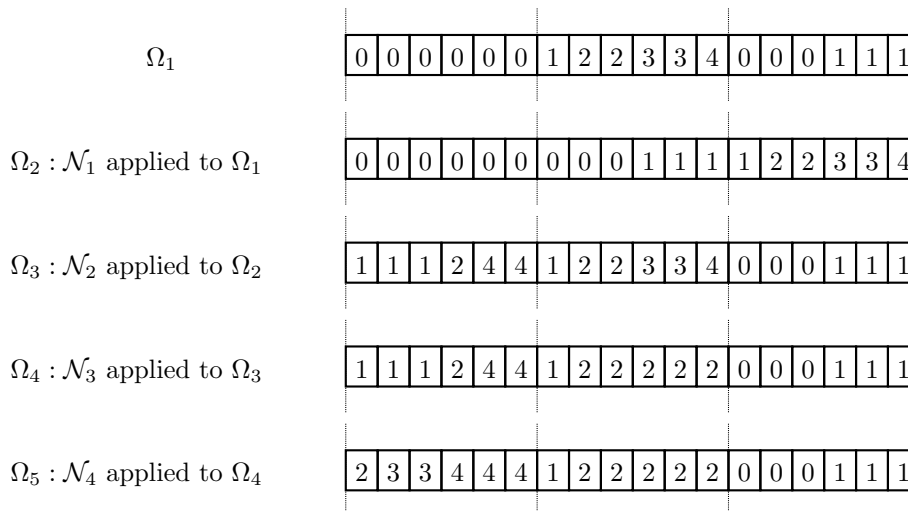 Ω₁ 0 0 0 0 0 0 1 2 2 3 3 4 0 0 0 1 1 1
Ω₂ : 𝒩₁ applied to Ω₁ 0 0 0 0 0 0 0 0 0 1 1 1 1 2 2 3 3 4
Ω₃ : 𝒩₂ applied to Ω₂ 1 1 1 2 4 4 1 2 2 3 3 4 0 0 0 1 1 1
Ω₄ : 𝒩₃ applied to Ω₃ 1 1 1 2 4 4 1 2 2 2 2 2 0 0 0 1 1 1
Ω₅ : 𝒩₄ applied to Ω₄ 2 3 3 4 4 4 1 2 2 2 2 2 0 0 0 1 1 1